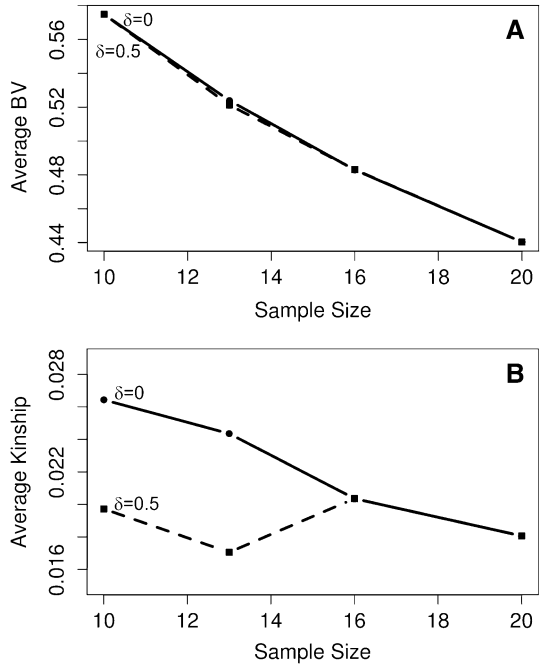 A
δ=0
δ=0.5
Average BV
0.44 0.48 0.52 0.56
10 12 14 16 18 20
Sample Size
B
δ=0
δ=0.5
Average Kinship
0.016 0.022 0.028
10 12 14 16 18 20
Sample Size